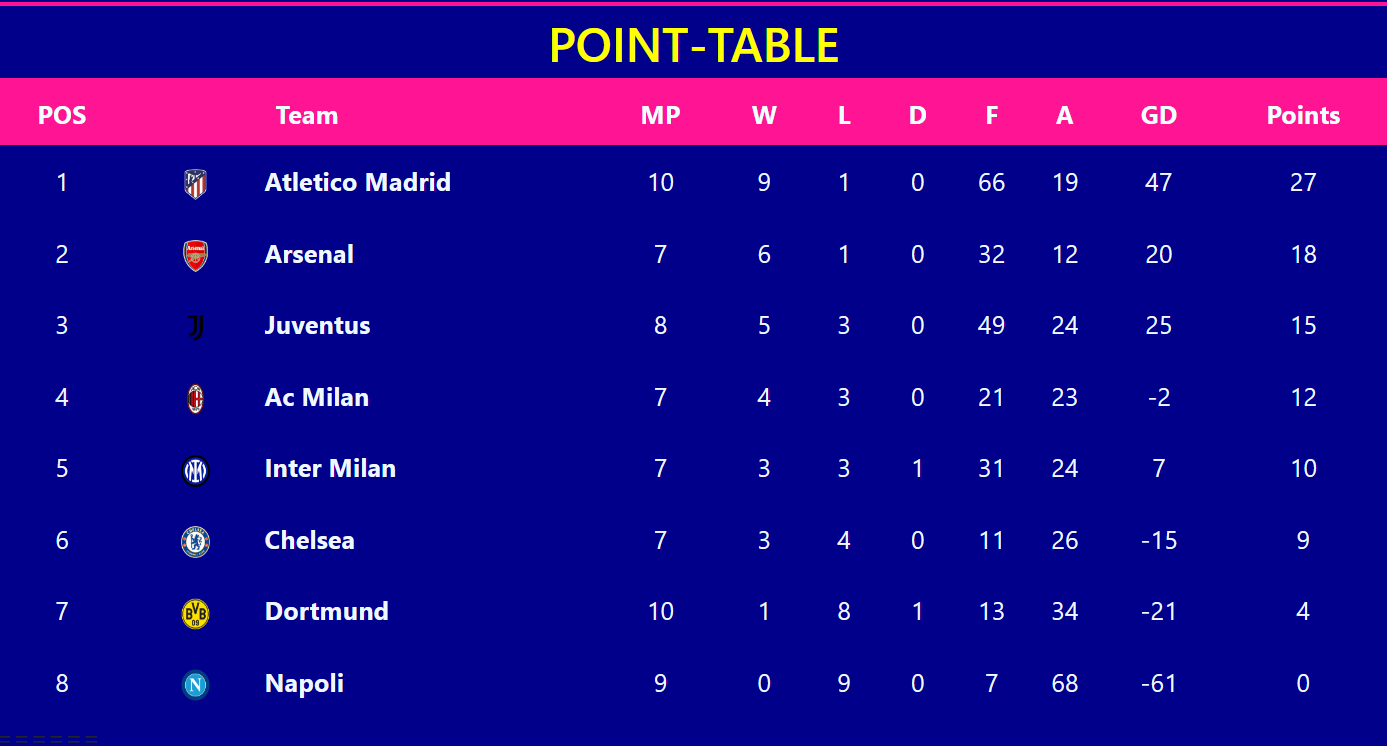 POINT-TABLE
POS Team MP W L D F A GD Points
1 Atletico Madrid 10 9 1 0 66 19 47 27
2 Arsenal 7 6 1 0 32 12 20 18
3 Juventus 8 5 3 0 49 24 25 15
4 Ac Milan 7 4 3 0 21 23 -2 12
5 Inter Milan 7 3 3 1 31 24 7 10
6 Chelsea 7 3 4 0 11 26 -15 9
7 BVB 09 Dortmund 10 1 8 1 13 34 -21 4
8 N Napoli 9 0 9 0 7 68 -61 0